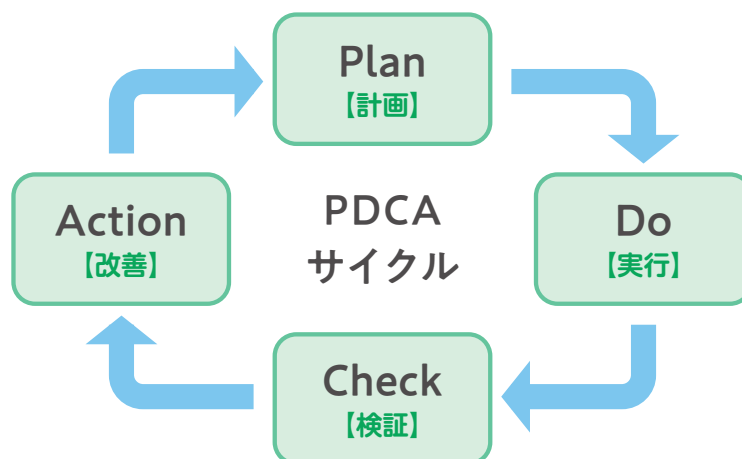 Plan
【計画】
Action
【改善】
PDCA
サイクル
Do
【実行】
Check
【検証】